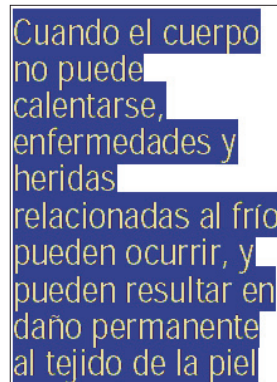 Cuando el cuerpo
no puede
calentarse,
enfermedades y
heridas
relacionadas al frío
pueden ocurrir, y
pueden resultar en
daño permanente
al tejido de la piel